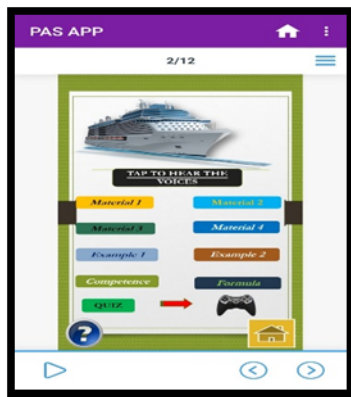 PAS APP
2/12
TAP TO HEAR THE
VOICES
Material 1
Material 2
Material 3
Material 4
Example 1
Example 2
Competence
Formula
QUIZ
?